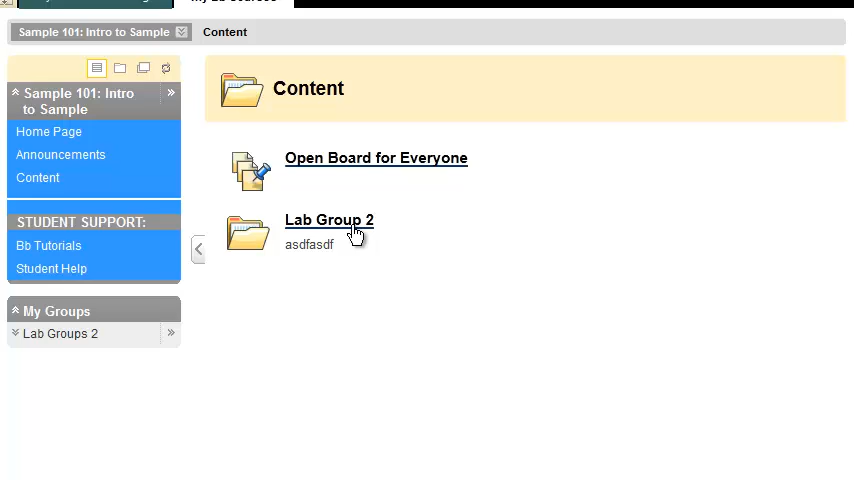 Sample 101: Intro to Sample
Content
Sample 101: Intro
to Sample
Home Page
Announcements
Content
STUDENT SUPPORT:
Bb Tutorials
Student Help
My Groups
Lab Groups 2
Content
Open Board for Everyone
Lab Group 2
asdfasdf